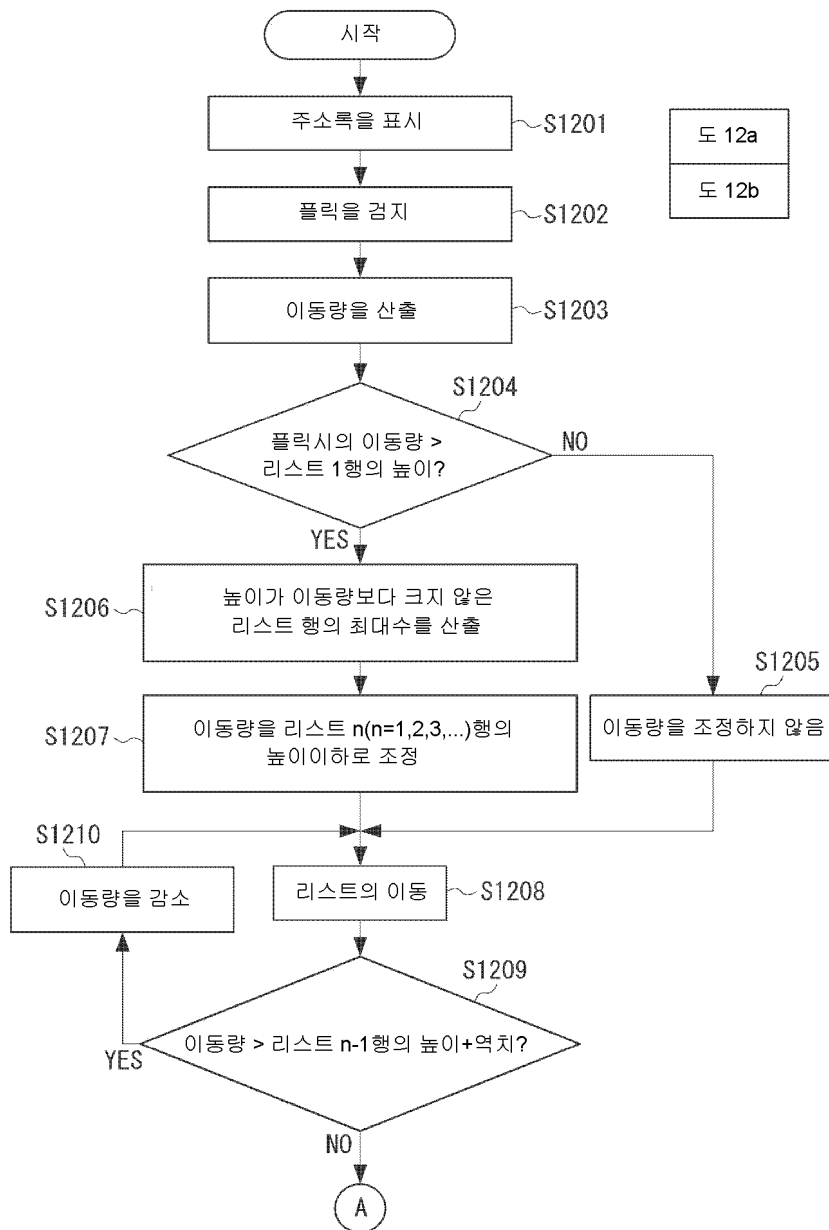 시작
주소록을 표시
S1201
도 12a
도 12b
플릭을 검지
S1202
이동량을 산출
S1203
S1204
플릭시의 이동량 >
리스트 1행의 높이?
NO
YES
S1206
높이가 이동량보다 크지 않은
리스트 행의 최대수를 산출
S1205
이동량을 조정하지 않음
S1207
이동량을 리스트 n(n=1,2,3,...)행의
높이이하로 조정
S1210
이동량을 감소
리스트의 이동
S1208
S1209
이동량 > 리스트 n-1행의 높이+역치?
YES
NO
A